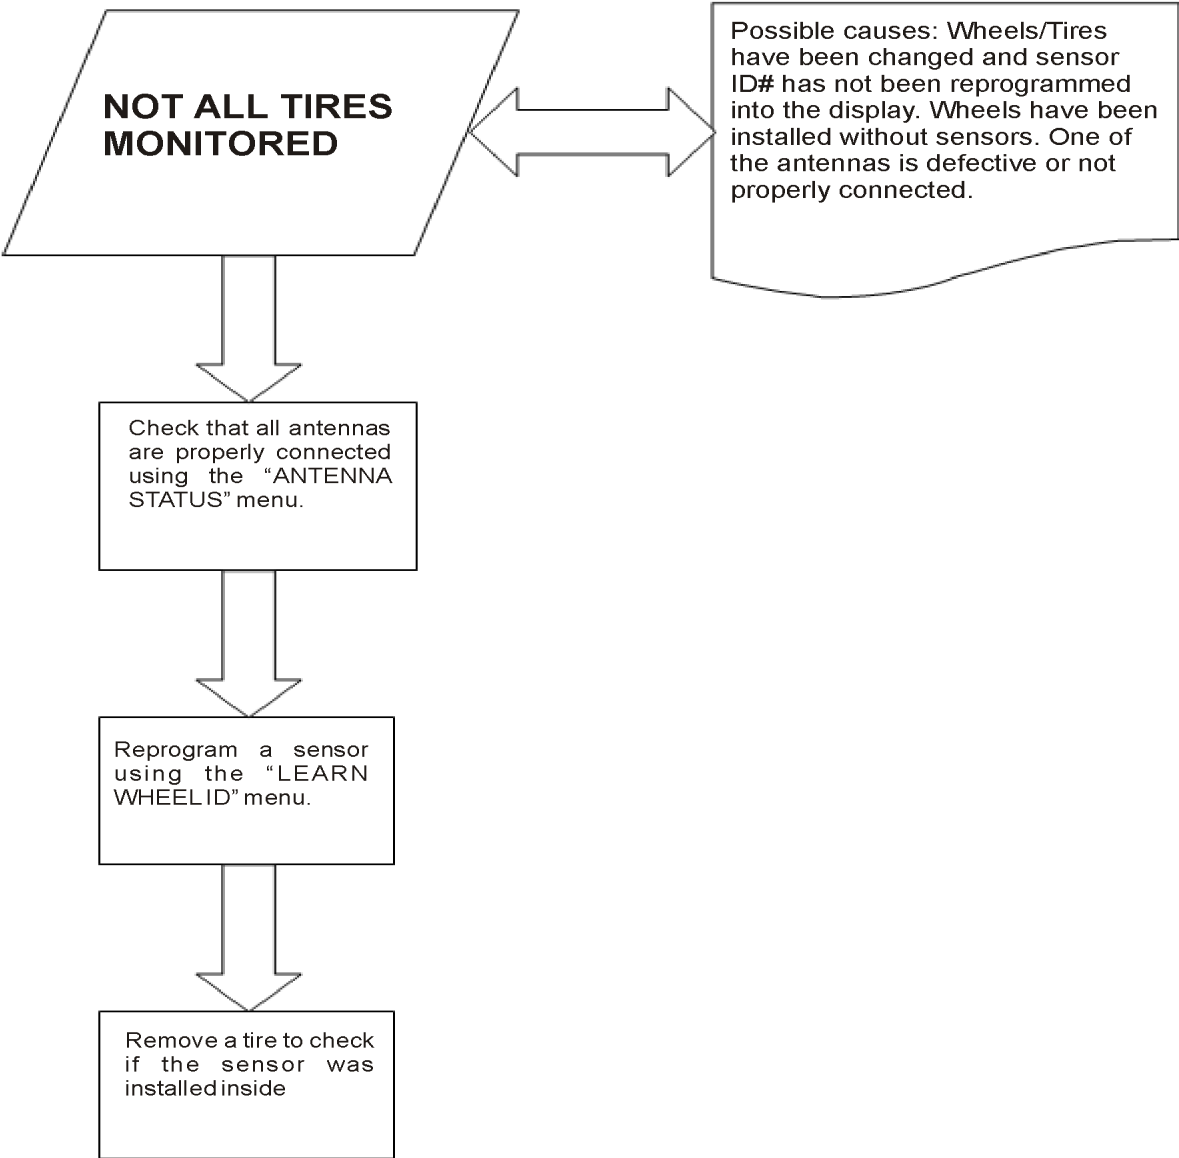 NOT ALL TIRES
MONITORED
Possible causes: Wheels/Tires
have been changed and sensor
ID# has not been reprogrammed
into the display. Wheels have been
installed without sensors. One of
the antennas is defective or not
properly connected.
Check that all antennas
are properly connected
using the “ANTENNA
STATUS” menu.
Reprogram a sensor
using the “LEARN
WHEEL ID” menu.
Remove a tire to check
if the sensor was
installed inside